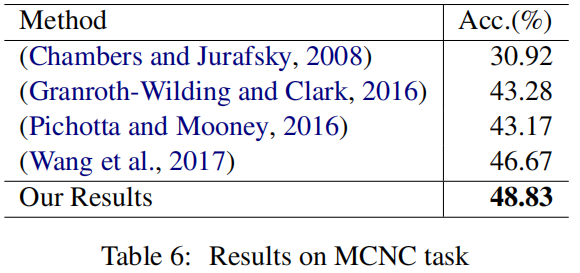 Method Acc.(%)
(Chambers and Jurafsky, 2008) 30.92
(Granroth-Wilding and Clark, 2016) 43.28
(Pichotta and Mooney, 2016) 43.17
(Wang et al., 2017) 46.67
Our Results 48.83
Table 6: Results on MCNC task